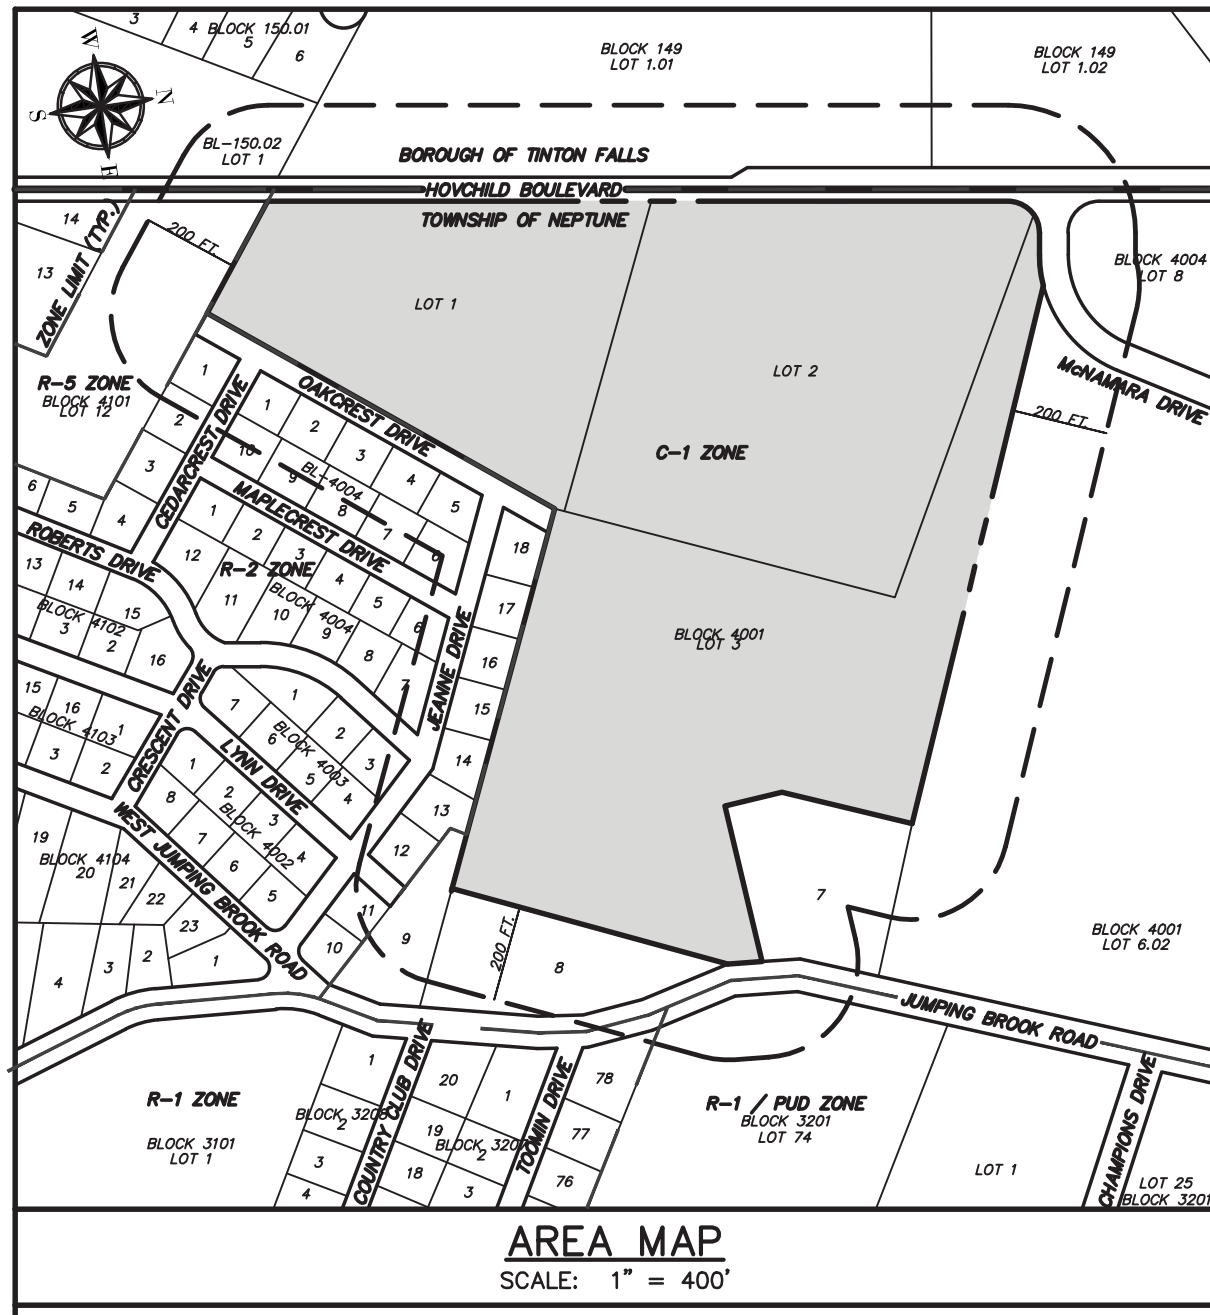 3
4
BLOCK 150.01
5
6
BLOCK 149
LOT 1.01
BLOCK 149
LOT 1.02
W
N
S
E
BL-150.02
LOT 1
BOROUGH OF TINTON FALLS
HOVCHILD BOULEVARD
TOWNSHIP OF NEPTUNE
14
13
ZONE LIMIT (TYP.)
200 FT.
LOT 1
LOT 2
BLOCK 4004
LOT 8
McNAMARA DRIVE
200 FT.
C-1 ZONE
R-5 ZONE
BLOCK 4101
LOT 12
1
2
3
4
5
6
CEDARCREST DRIVE
OAKCREST DRIVE
1
2
3
4
5
10
9
8
7
6
BL-4004
MAPLECREST DRIVE
1
2
3
4
5
6
12
11
10
9
8
7
R-2 ZONE
BLOCK 4004
18
17
16
15
14
13
12
11
10
9
JEANNE DRIVE
BLOCK 4001
LOT 3
ROBERTS DRIVE
13
14
15
BLOCK 4102
3
2
16
15
16
1
BLOCK 4103
3
2
CRESCENT DRIVE
1
7
2
6
3
5
4
BLOCK 4003
LYNN DRIVE
1
2
8
3
7
4
6
5
BLOCK 4002
WEST JUMPING BROOK ROAD
19
BLOCK 4104
20
21
22
23
4
3
2
1
200 FT.
8
7
BLOCK 4001
LOT 6.02
JUMPING BROOK ROAD
R-1 ZONE
BLOCK 3101
LOT 1
1
BLOCK 3208
2
3
4
COUNTRY CLUB DRIVE
20
1
19
BLOCK 3207
2
18
3
TOOMIN DRIVE
78
77
76
R-1 / PUD ZONE
BLOCK 3201
LOT 74
LOT 1
CHAMPIONS DRIVE
LOT 25
BLOCK 3201
AREA MAP
SCALE: 1" = 400'